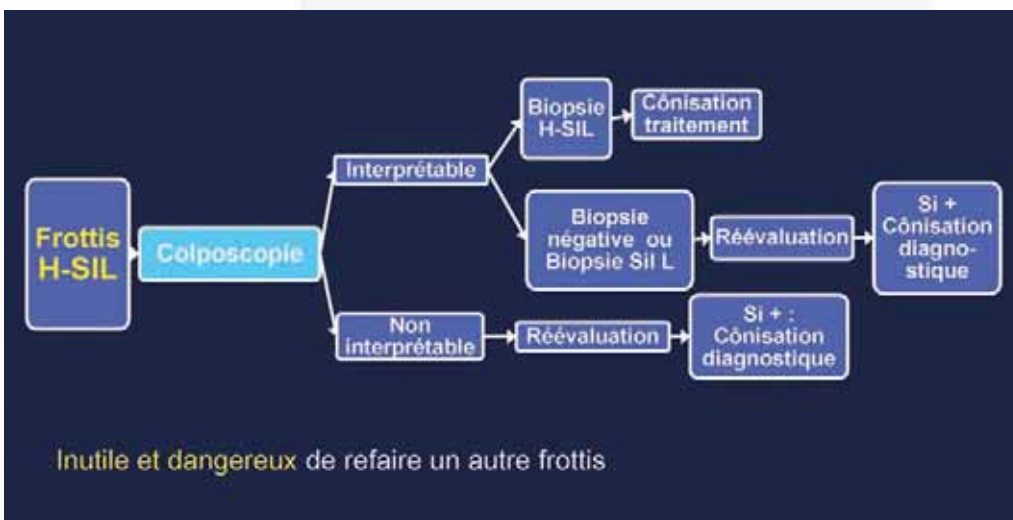 Frottis
H-SIL
Colposcopie
Interprétable
Biopsie
H-SIL
Cônisation
traitement
Biopsie
négative ou
Biopsie Sil L
Réévaluation
Si +
Cônisation
diagno-
stique
Non
interprétable
Réévaluation
Si + :
Cônisation
diagnostique
Inutile et dangereux de refaire un autre frottis